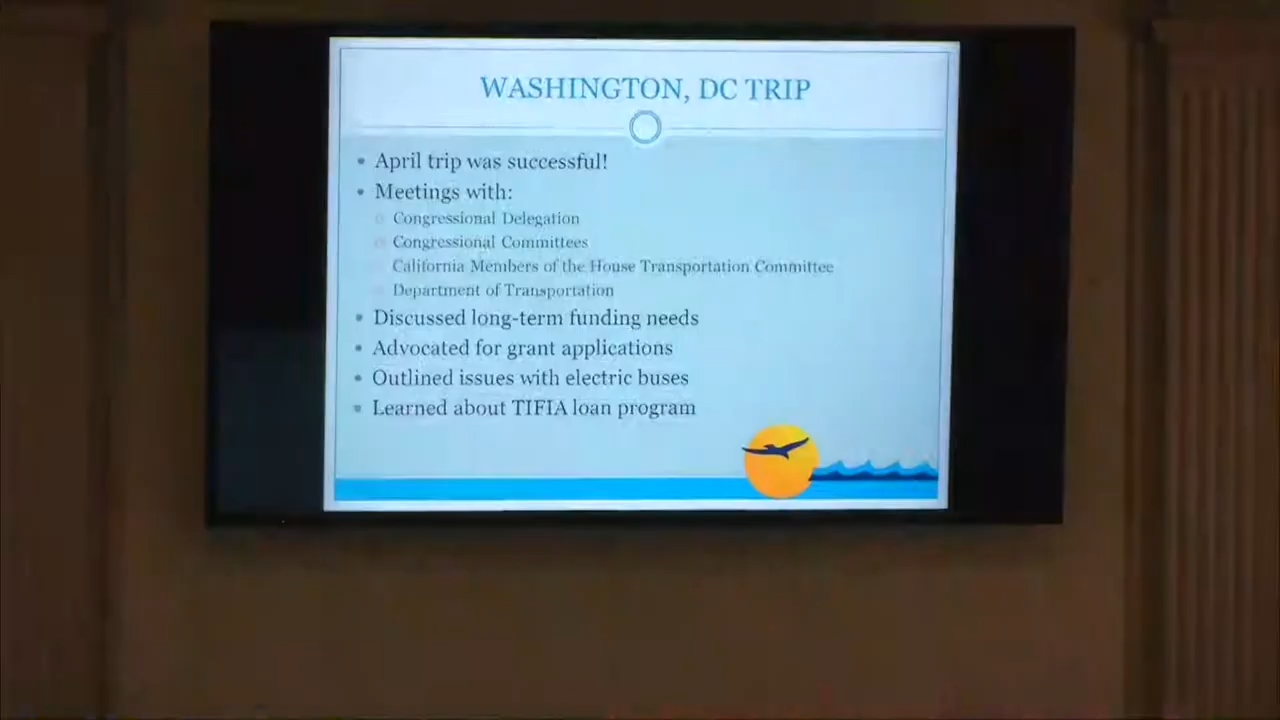 WASHINGTON, DC TRIP
• April trip was successful!
• Meetings with:
○ Congressional Delegation
○ Congressional Committees
○ California Members of the House Transportation Committee
○ Department of Transportation
• Discussed long-term funding needs
• Advocated for grant applications
• Outlined issues with electric buses
• Learned about TIFIA loan program